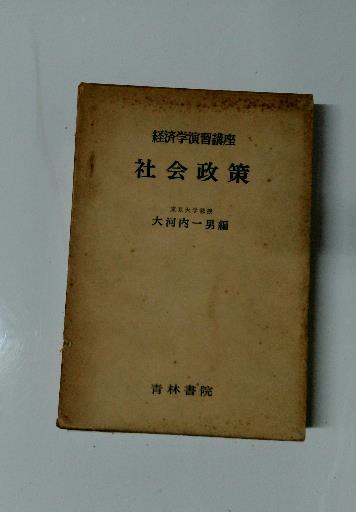 経済学演習講座
社会政策
東京大学教授
大河内一男編
青林書院